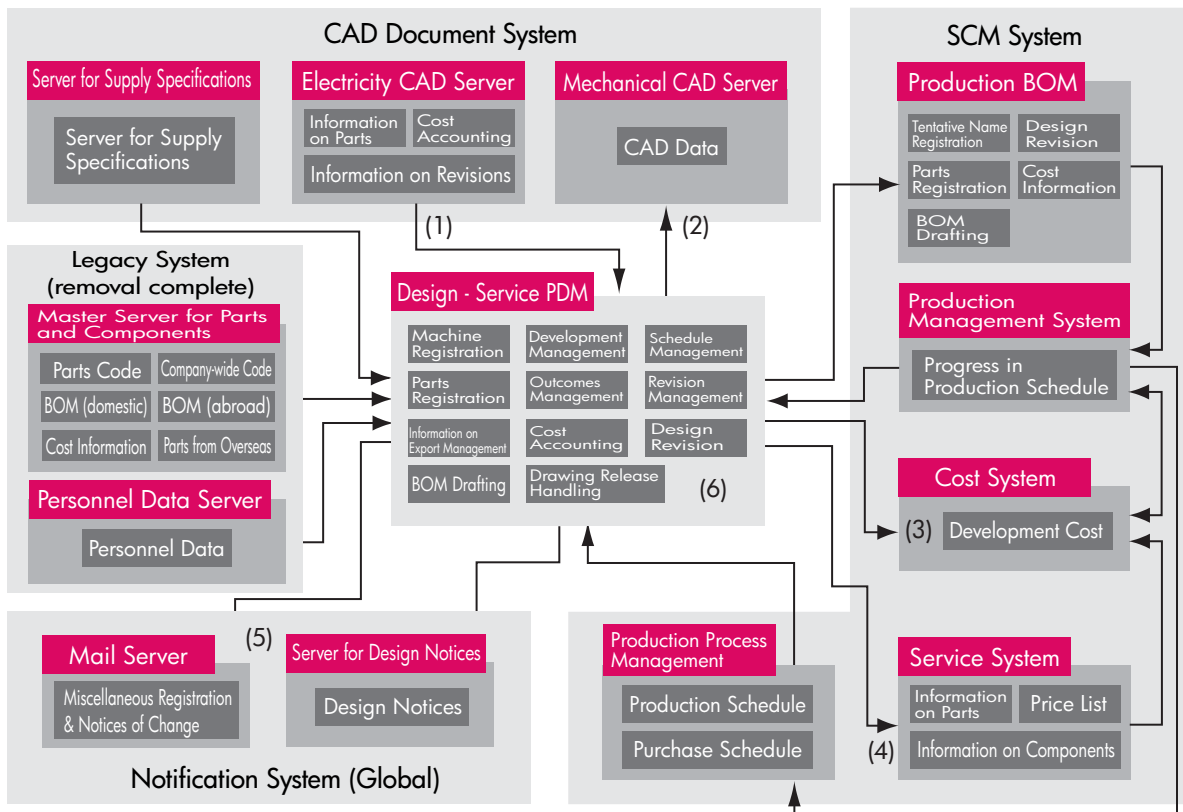 CAD Document System
Server for Supply Specifications
Server for Supply
Specifications
Electricity CAD Server
Information
on Parts
Cost
Accounting
Information on Revisions
Mechanical CAD Server
CAD Data
(1)
(2)
Legacy System
(removal complete)
Master Server for Parts
and Components
Parts Code
Company-wide Code
BOM (domestic)
BOM (abroad)
Cost Information
Parts from Overseas
Personnel Data Server
Personnel Data
Design - Service PDM
Machine
Registration
Development
Management
Schedule
Management
Parts
Registration
Outcomes
Management
Revision
Management
Information on
Export Management
Cost
Accounting
Design
Revision
BOM Drafting
Drawing Release
Handling
(6)
SCM System
Production BOM
Tentative Name
Registration
Design
Revision
Parts
Registration
Cost
Information
BOM
Drafting
Production
Management System
Progress in
Production Schedule
Cost System
(3)
Development Cost
Service System
Information
on Parts
Price List
Information on Components
(4)
Production Process
Management
Production Schedule
Purchase Schedule
(5)
Mail Server
Miscellaneous Registration
& Notices of Change
Server for Design Notices
Design Notices
Notification System (Global)